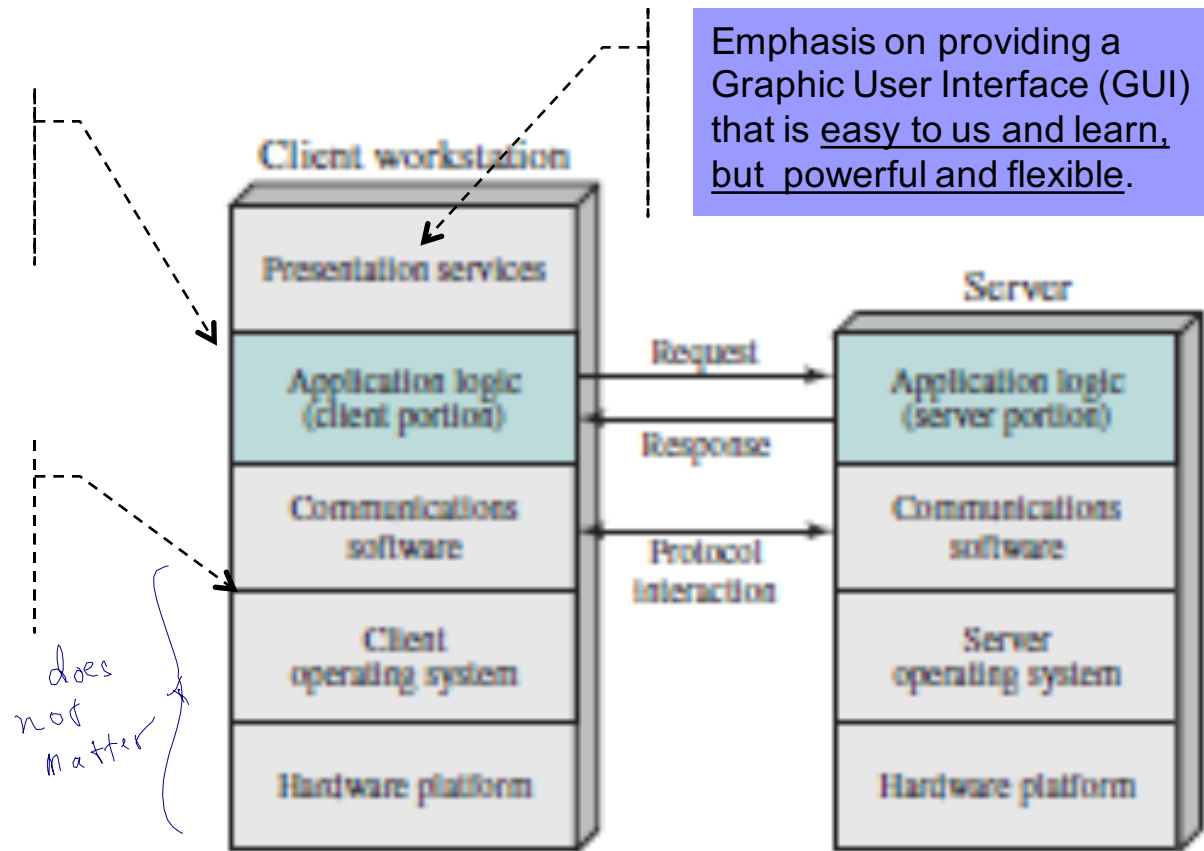 Emphasis on providing a
Graphic User Interface (GUI)
that is easy to us and learn,
but powerful and flexible.
Client workstation
Presentation services
Application logic
(client portion)
Communications
software
Client
operating system
Hardware platform
Request
Response
Protocol
interaction
Server
Application logic
(server portion)
Communications
software
Server
operating system
Hardware platform
does
not
matter